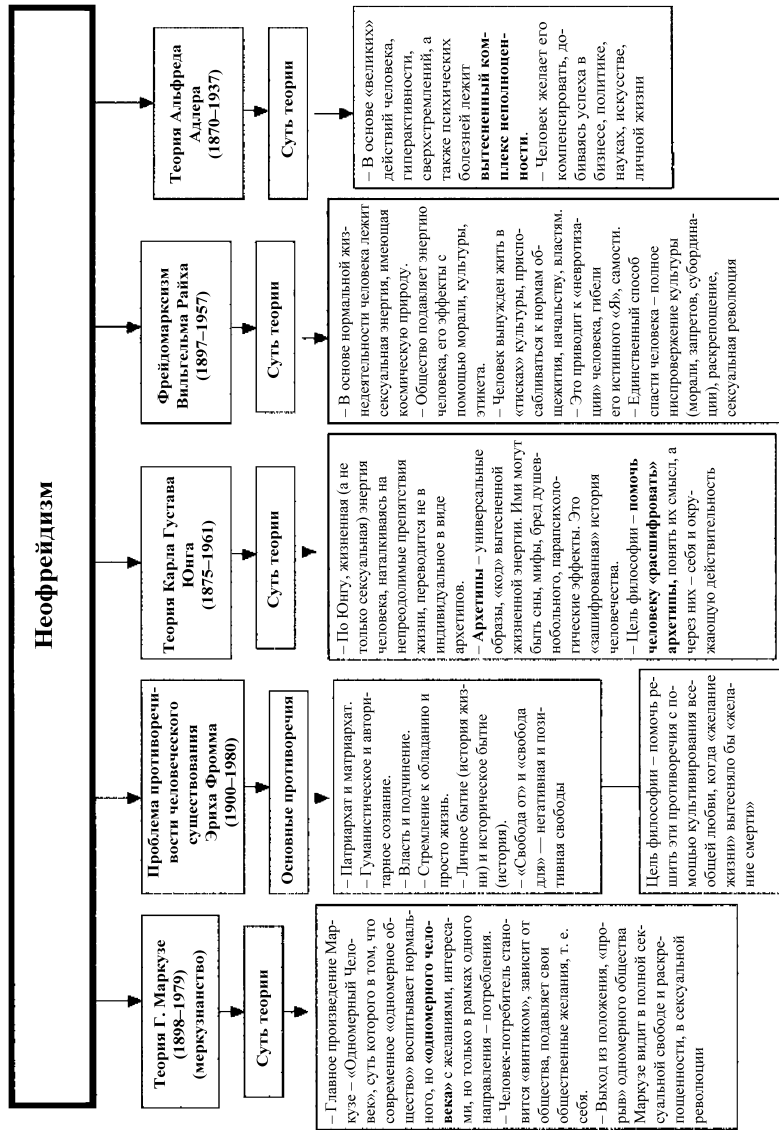 Неофрейдизм
Теория Г. Маркузе
(1898–1979)
(меркузнанство)
Суть теории
– Главное произведение Мар-
кузе – «Одномерный Чело-
век», суть которого в том, что
современное «одномерное об-
щество» воспитывает нормаль-
ного, но «одномерного чело-
века» с желаниями, интереса-
ми, но только в рамках одного
направления – потребления.
– Человек-потребитель стано-
вится «винтиком», зависит от
общества, подавляет свои
общественные желания, т. е.
себя.
– Выход из положения, «про-
рыв» одномерного общества
Маркузе видит в полной сек-
суальной свободе и раскре-
пощенности, в сексуальной
революции
Проблема противоречи-
вости человеческого
существования
Эриха Фромма
(1900–1980)
Основные противоречия
– Патриархат и матриархат.
– Гуманистическое и автори-
тарное сознание.
– Власть и подчинение.
– Стремление к обладанию и
просто жизнь.
– Личное бытие (история жиз-
ни) и историческое бытие
(история).
– «Свобода от» и «свобода
для» — негативная и пози-
тивная свободы
Цель философии – помочь ре-
шить эти противоречия с по-
мощью культивирования все-
общей любви, когда «желание
жизни» вытесняло бы «жела-
ние смерти»
Теория Карла Густава
Юнга
(1875–1961)
Суть теории
– По Юнгу, жизненная (а не
только сексуальная) энергия
человека, наталкиваясь на
непреодолимые препятствия
жизни, переводится не в
индивидуальное в виде
архетипов.
– Архетипы – универсальные
образы, «код» вытесненной
жизненной энергии. Ими могут
быть сны, мифы, бред душев-
нобольного, парапсихоло-
гические эффекты. Это
«зашифрованная» история
человечества.
– Цель философии – помочь
человеку «расшифровать»
архетипы, понять их смысл, а
через них – себя и окру-
жающую действительность
Фрейдомарксизм
Вильгельма Райха
(1897–1957)
Суть теории
– В основе нормальной жиз-
недеятельности человека лежит
сексуальная энергия, имеющая
космическую природу.
– Общество подавляет энергию
человека, его эффекты с
помощью морали, культуры,
этикета.
– Человек вынужден жить в
«тисках» культуры, приспо-
сабливаться к нормам об-
щежития, начальству, властям.
– Это приводит к «невротиза-
ции» человека, гибели
его истинного «Я», самости.
– Единственный способ
спасти человека – полное
ниспровержение культуры
(морали, запретов, субордина-
ции), раскрепощение,
сексуальная революция
Теория Альфреда
Адлера
(1870–1937)
Суть теории
– В основе «великих»
действий человека,
гиперактивности,
сверхстремлений, а
также психических
болезней лежит
вытесненный ком-
плекс неполноцен-
ности.
– Человек желает его
компенсировать, до-
биваясь успеха в
бизнесе, политике,
науках, искусстве,
личной жизни